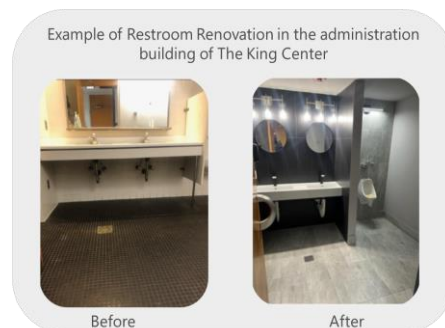 Example of Restroom Renovation in the administration
building of The King Center
Before
After